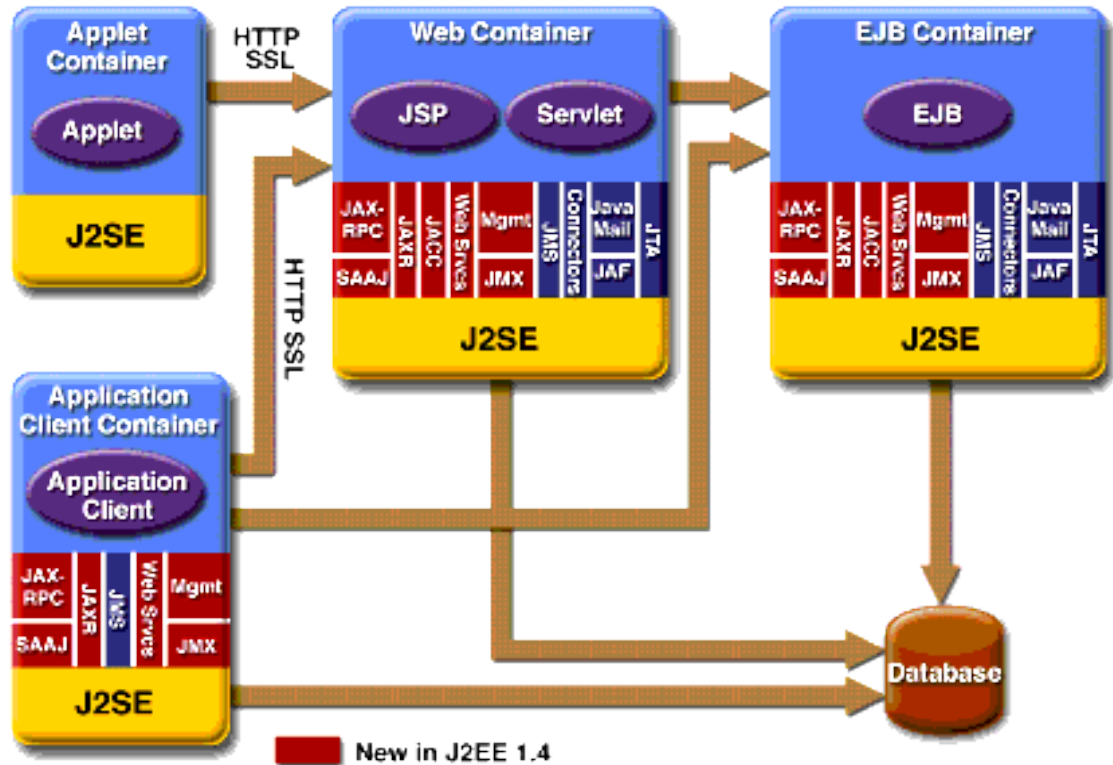 Applet
Container
Applet
J2SE
HTTP
SSL
Web Container
JSP
Servlet
JAX-
RPC
SAAJ
JAXR
JACC
Web Srvcs
Mgmt
JMX
JMS
Connectors
Java
Mail
JAF
JTA
J2SE
EJB Container
EJB
JAX-
RPC
SAAJ
JAXR
JACC
Web Srvcs
Mgmt
JMX
JMS
Connectors
Java
Mail
JAF
JTA
J2SE
HTTP SSL
Application
Client Container
Application
Client
JAX-
RPC
SAAJ
JAXR
JMS
Web Srvcs
Mgmt
JMX
J2SE
Database
New in J2EE 1.4